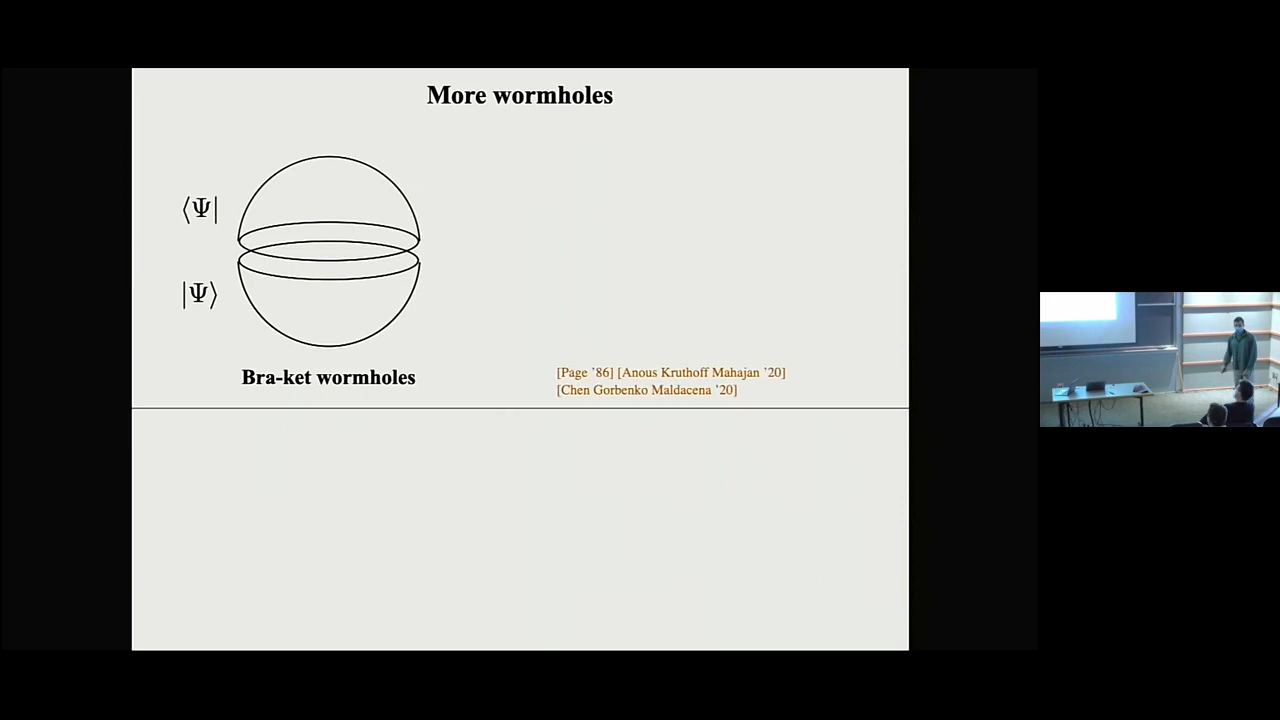 More wormholes
⟨Ψ|
|Ψ⟩
Bra-ket wormholes
[Page ’86] [Anous Kruthoff Mahajan ’20]
[Chen Gorbenko Maldacena ’20]